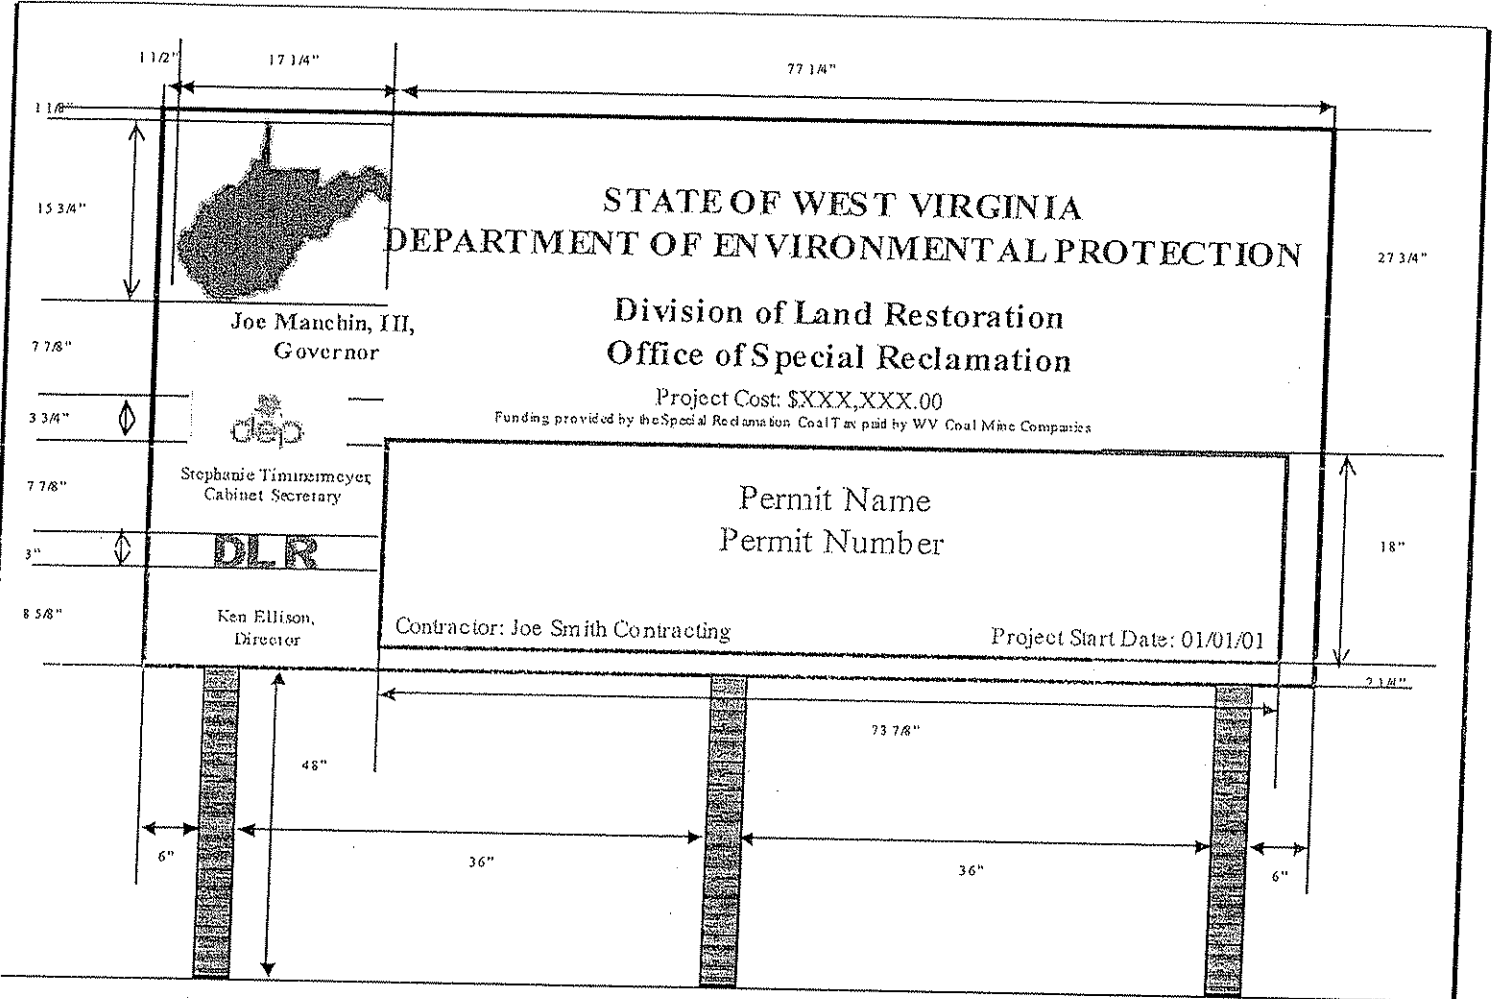 1 1/2"
17 1/4"
77 1/4"
1 1/8"
15 3/4"
STATE OF WEST VIRGINIA
DEPARTMENT OF ENVIRONMENTAL PROTECTION
27 3/4"
Division of Land Restoration
Office of Special Reclamation
Joe Manchin, III,
Governor
7 7/8"
Project Cost: $XXX,XXX.00
Funding provided by the Special Reclamation Coal Tax paid by WV Coal Mine Companies
3 3/4"
dep
Stephanie Timmermeyer,
Cabinet Secretary
7 7/8"
Permit Name
Permit Number
18"
3"
DLR
8 5/8"
Ken Ellison,
Director
Contractor: Joe Smith Contracting
Project Start Date: 01/01/01
2 1/4"
73 7/8"
48"
6"
36"
36"
6"